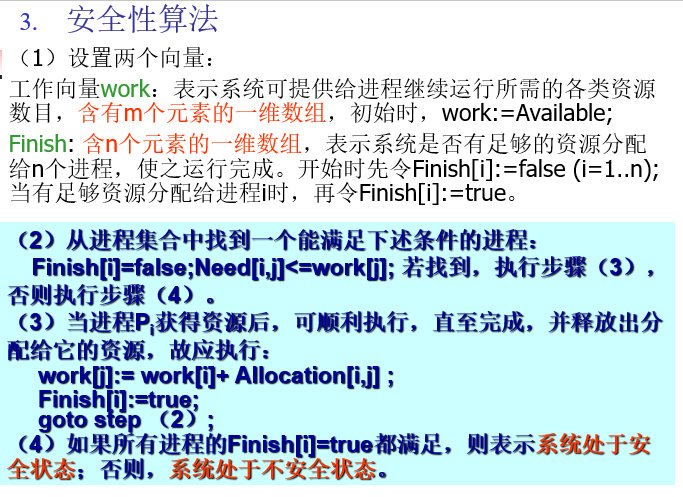 3. 安全性算法
（1）设置两个向量：
工作向量work：表示系统可提供给进程继续运行所需的各类资源
数目，含有m个元素的一维数组，初始时，work:=Available;
Finish: 含n个元素的一维数组，表示系统是否有足够的资源分配
给n个进程，使之运行完成。开始时先令Finish[i]:=false (i=1..n);
当有足够资源分配给进程i时，再令Finish[i]:=true。
（2）从进程集合中找到一个能满足下述条件的进程：
Finish[i]=false;Need[i,j]<=work[j]; 若找到，执行步骤（3），
否则执行步骤（4）。
（3）当进程Pi获得资源后，可顺利执行，直至完成，并释放出分
配给它的资源，故应执行：
work[j]:= work[i]+ Allocation[i,j] ;
Finish[i]:=true;
goto step （2）;
（4）如果所有进程的Finish[i]=true都满足，则表示系统处于安
全状态；否则，系统处于不安全状态。